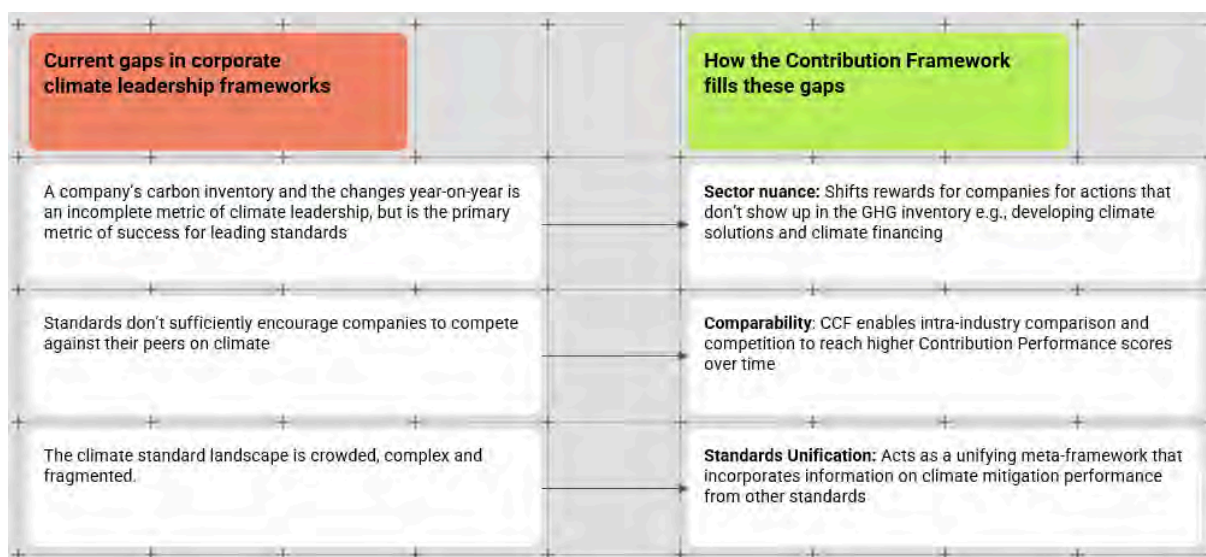 Current gaps in corporate
climate leadership frameworks
How the Contribution Framework
fills these gaps
A company's carbon inventory and the changes year-on-year is
an incomplete metric of climate leadership, but is the primary
metric of success for leading standards
Sector nuance: Shifts rewards for companies for actions that
don't show up in the GHG inventory e.g., developing climate
solutions and climate financing
Standards don't sufficiently encourage companies to compete
against their peers on climate
Comparability: CCF enables intra-industry comparison and
competition to reach higher Contribution Performance scores
over time
The climate standard landscape is crowded, complex and
fragmented.
Standards Unification: Acts as a unifying meta-framework that
incorporates information on climate mitigation performance
from other standards